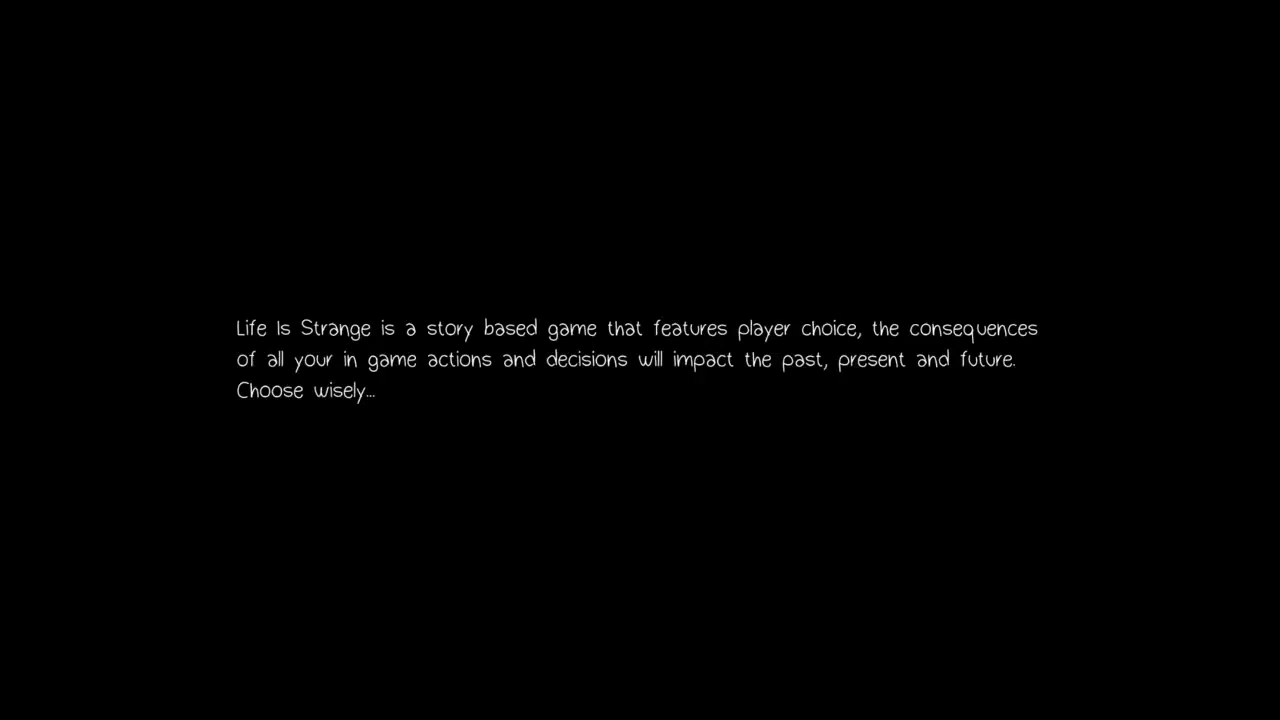 Life Is Strange is a story based game that features player choice, the consequences
of all your in game actions and decisions will impact the past, present and future.
Choose wisely...